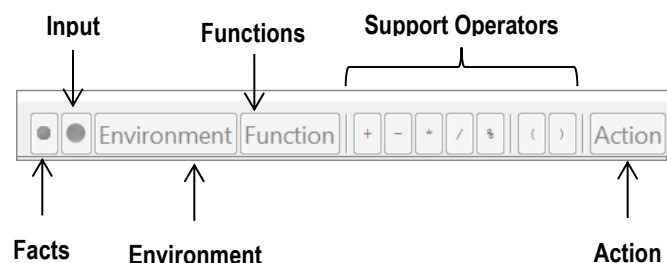 Input Functions Support Operators
Environment Function + - * / % ( ) Action
Facts Environment Action